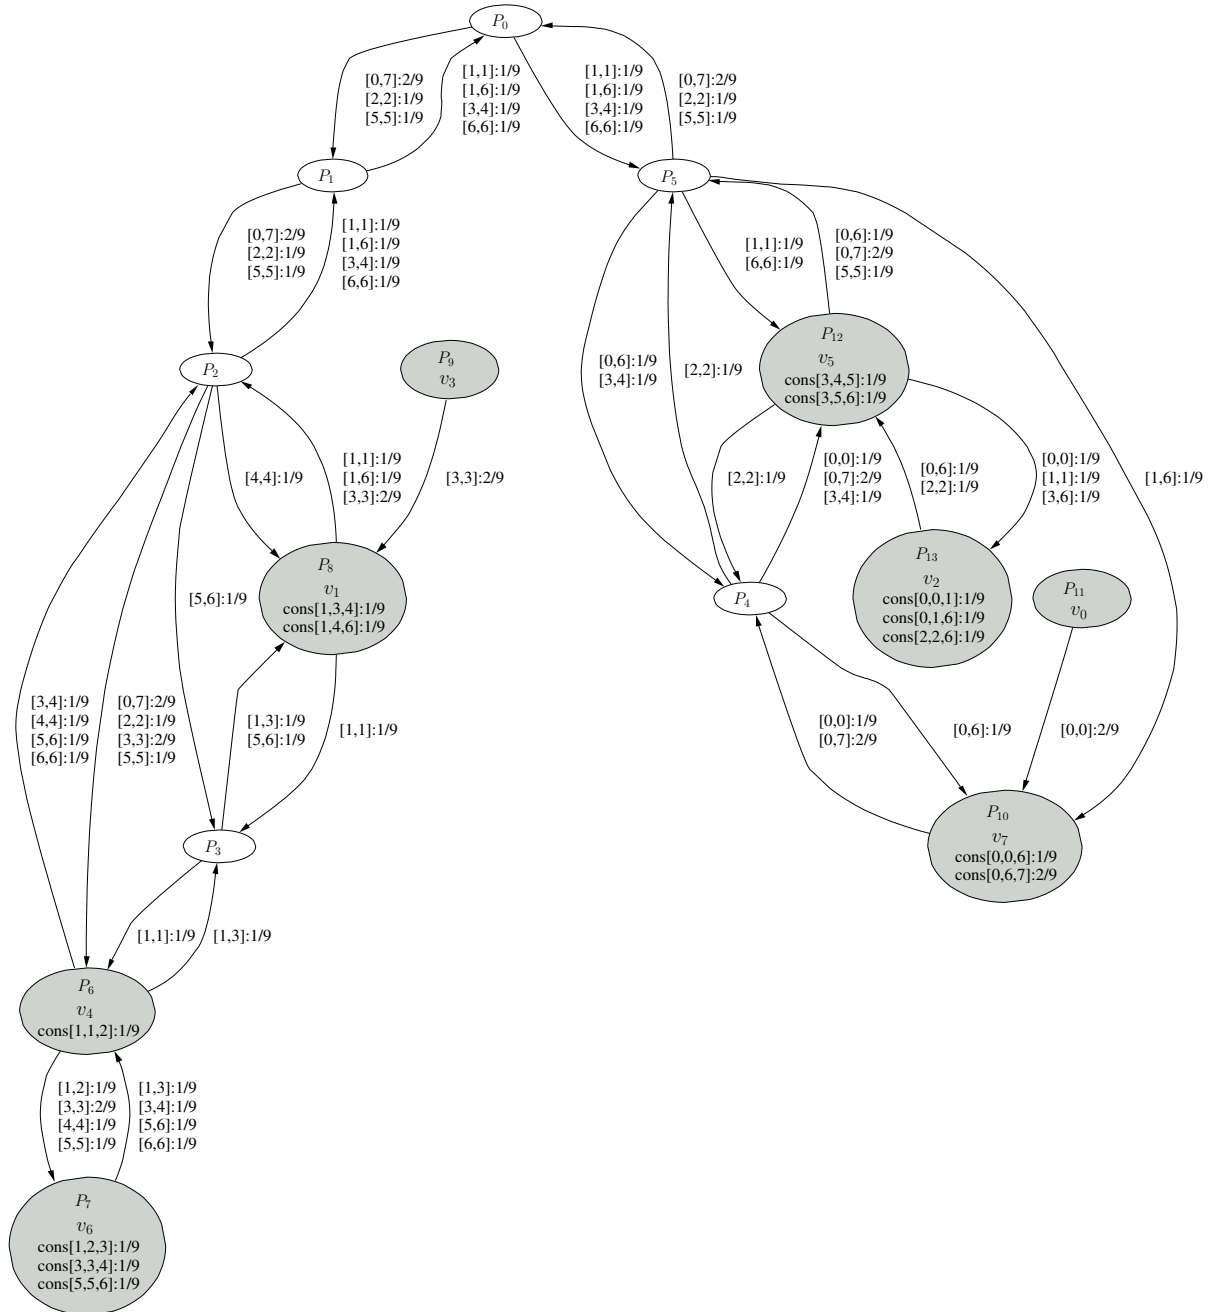 P0
[0,7]:2/9
[2,2]:1/9
[5,5]:1/9
[1,1]:1/9
[1,6]:1/9
[3,4]:1/9
[6,6]:1/9
[1,1]:1/9
[1,6]:1/9
[3,4]:1/9
[6,6]:1/9
[0,7]:2/9
[2,2]:1/9
[5,5]:1/9
P1
P5
[0,7]:2/9
[2,2]:1/9
[5,5]:1/9
[1,1]:1/9
[1,6]:1/9
[3,4]:1/9
[6,6]:1/9
[1,1]:1/9
[6,6]:1/9
[0,6]:1/9
[0,7]:2/9
[5,5]:1/9
P2
P9
v3
[0,6]:1/9
[3,4]:1/9
[2,2]:1/9
P12
v5
cons[3,4,5]:1/9
cons[3,5,6]:1/9
[4,4]:1/9
[1,1]:1/9
[1,6]:1/9
[3,3]:2/9
[3,3]:2/9
[2,2]:1/9
[0,0]:1/9
[0,7]:2/9
[3,4]:1/9
[0,6]:1/9
[2,2]:1/9
[0,0]:1/9
[1,1]:1/9
[3,6]:1/9
[1,6]:1/9
[5,6]:1/9
P8
v1
cons[1,3,4]:1/9
cons[1,4,6]:1/9
P4
P13
v2
cons[0,0,1]:1/9
cons[0,1,6]:1/9
cons[2,2,6]:1/9
P11
v0
[3,4]:1/9
[4,4]:1/9
[5,6]:1/9
[6,6]:1/9
[0,7]:2/9
[2,2]:1/9
[3,3]:2/9
[5,5]:1/9
[1,3]:1/9
[5,6]:1/9
[1,1]:1/9
[0,0]:1/9
[0,7]:2/9
[0,6]:1/9
[0,0]:2/9
P3
P10
v7
cons[0,0,6]:1/9
cons[0,6,7]:2/9
[1,1]:1/9
[1,3]:1/9
P6
v4
cons[1,1,2]:1/9
[1,2]:1/9
[3,3]:2/9
[4,4]:1/9
[5,5]:1/9
[1,3]:1/9
[3,4]:1/9
[5,6]:1/9
[6,6]:1/9
P7
v6
cons[1,2,3]:1/9
cons[3,3,4]:1/9
cons[5,5,6]:1/9